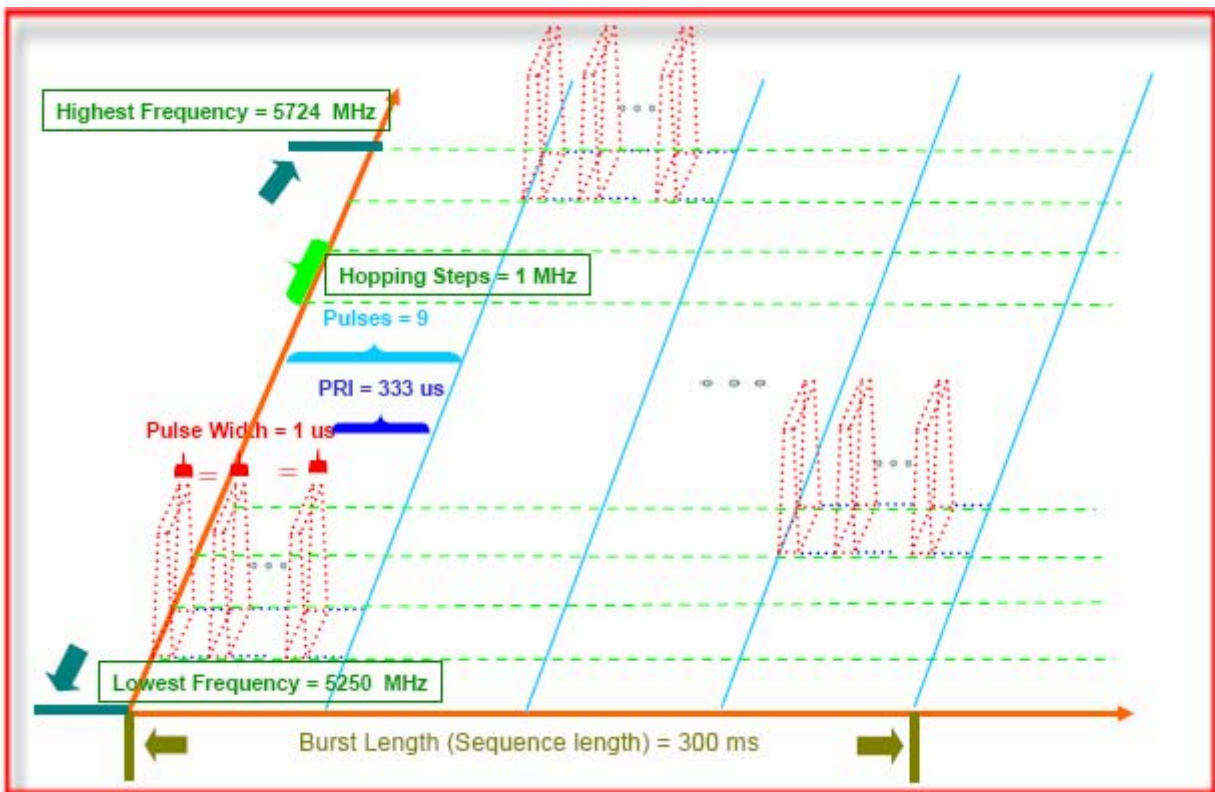 Highest Frequency = 5724 MHz
Hopping Steps = 1 MHz
Pulses = 9
PRI = 333 us
Pulse Width = 1 us
Lowest Frequency = 5250 MHz
Burst Length (Sequence length) = 300 ms